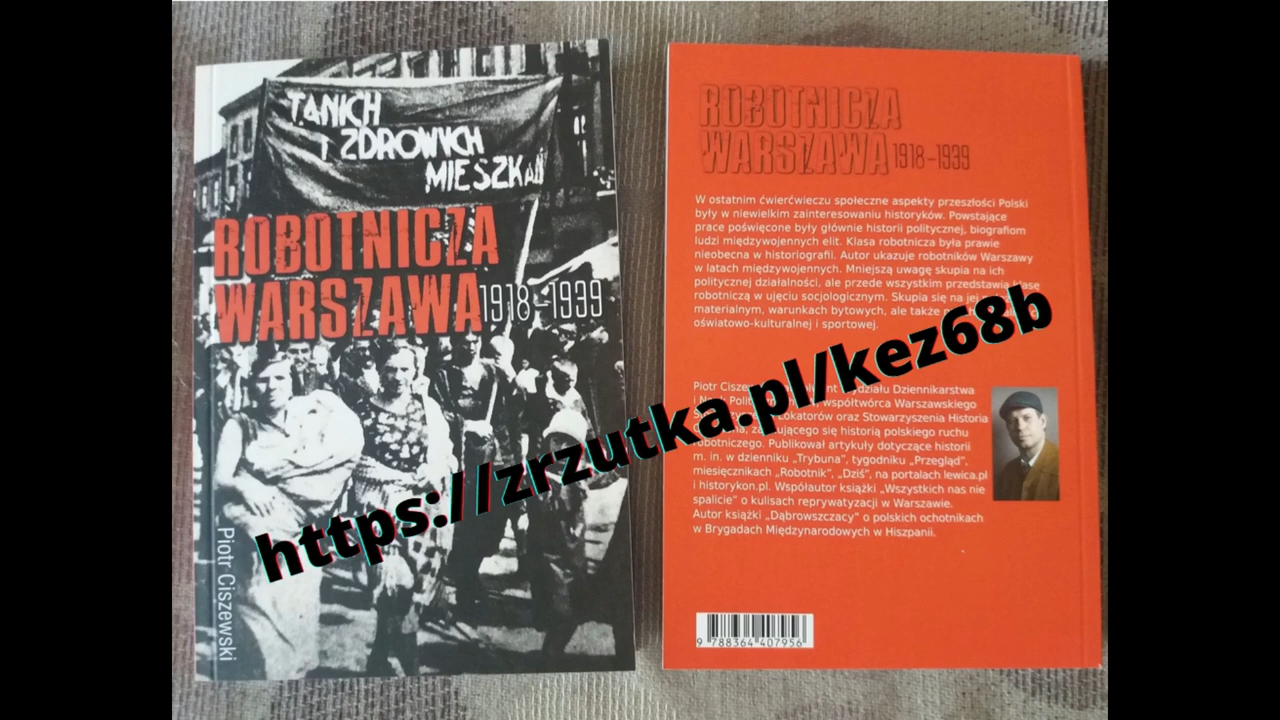 TANICH
I ZDROWYCH
MIESZKAŃ
ROBOTNICZA
WARSZAWA 1918-1939
Piotr Ciszewski
ROBOTNICZA
WARSZAWA 1918-1939
W ostatnim ćwierćwieczu społeczne aspekty przeszłości Polski
były w niewielkim zainteresowaniu historyków. Powstające
prace poświęcone były głównie historii politycznej, biografiom
ludzi międzywojennych elit. Klasa robotnicza była prawie
nieobecna w historiografii. Autor ukazuje robotników Warszawy
w latach międzywojennych. Mniejszą uwagę skupia na ich
politycznej działalności, ale przede wszystkim przedstawia klasę
robotniczą w ujęciu socjologicznym. Skupia się na jej
materialnym, warunkach bytowych, ale także
oświatowo-kulturalnej i sportowej.
https://zrzutka.pl/kez68b
Piotr Dziennikarstwa
i współtwórca Warszawskiego
Lokatorów oraz Stowarzyszenia Historia
się historią polskiego ruchu
robotniczego. Publikował artykuły dotyczące historii
m. in. w dzienniku „Trybuna”, tygodniku „Przegląd”,
miesięcznikach „Robotnik”, „Dziś”, na portalach lewica.pl
i historykon.pl. Współautor książki „Wszystkich nas nie
spalicie” o kulisach reprywatyzacji w Warszawie.
Autor książki „Dąbrowszczacy” o polskich ochotnikach
w Brygadach Międzynarodowych w Hiszpanii.
9 788364 407956